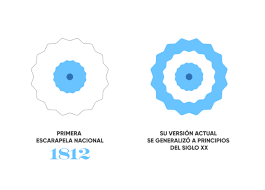 PRIMERA
ESCARAPELA NACIONAL
1812
SU VERSIÓN ACTUAL
SE GENERALIZÓ A PRINCIPIOS
DEL SIGLO XX